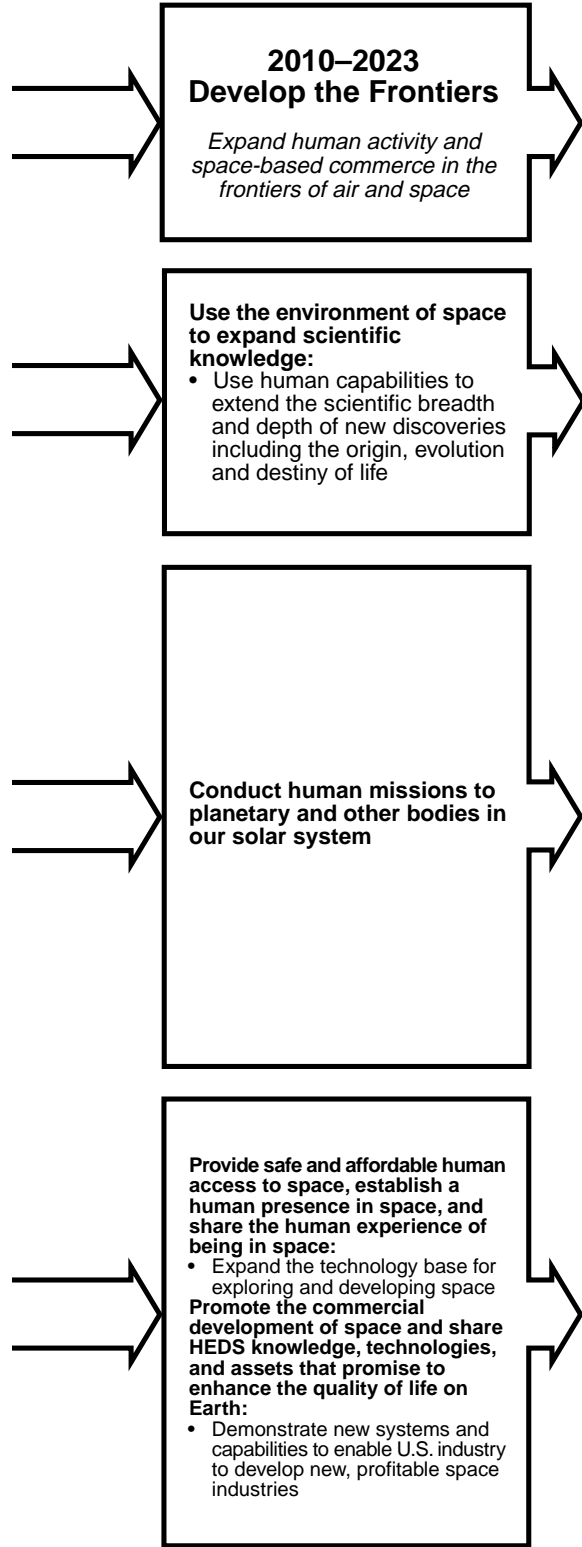 2010–2023
Develop the Frontiers
Expand human activity and
space-based commerce in the
frontiers of air and space
Use the environment of space
to expand scientific
knowledge:
• Use human capabilities to
extend the scientific breadth
and depth of new discoveries
including the origin, evolution
and destiny of life
Conduct human missions to
planetary and other bodies in
our solar system
Provide safe and affordable human
access to space, establish a
human presence in space, and
share the human experience of
being in space:
• Expand the technology base for
exploring and developing space
Promote the commercial
development of space and share
HEDS knowledge, technologies,
and assets that promise to
enhance the quality of life on
Earth:
• Demonstrate new systems and
capabilities to enable U.S. industry
to develop new, profitable space
industries